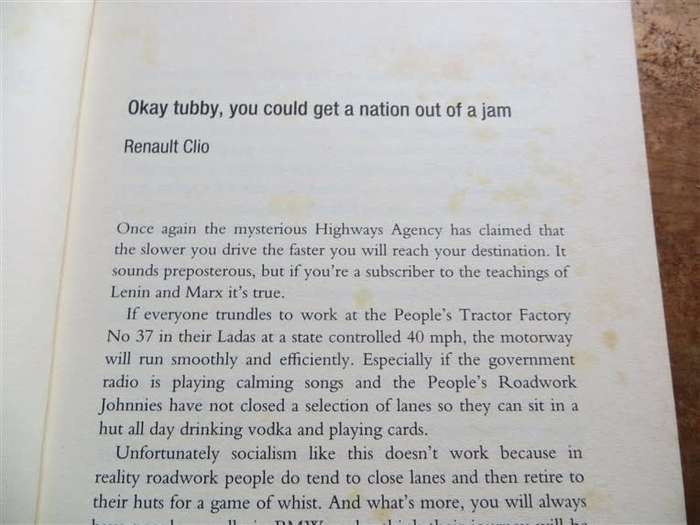 Okay tubby, you could get a nation out of a jam
Renault Clio
Once again the mysterious Highways Agency has claimed that
the slower you drive the faster you will reach your destination. It
sounds preposterous, but if you're a subscriber to the teachings of
Lenin and Marx it's true.
If everyone trundles to work at the People's Tractor Factory
No 37 in their Ladas at a state controlled 40 mph, the motorway
will run smoothly and efficiently. Especially if the government
radio is playing calming songs and the People's Roadwork
Johnnies have not closed a selection of lanes so they can sit in a
hut all day drinking vodka and playing cards.
Unfortunately socialism like this doesn't work because in
reality roadwork people do tend to close lanes and then retire to
their huts for a game of whist. And what's more, you will always